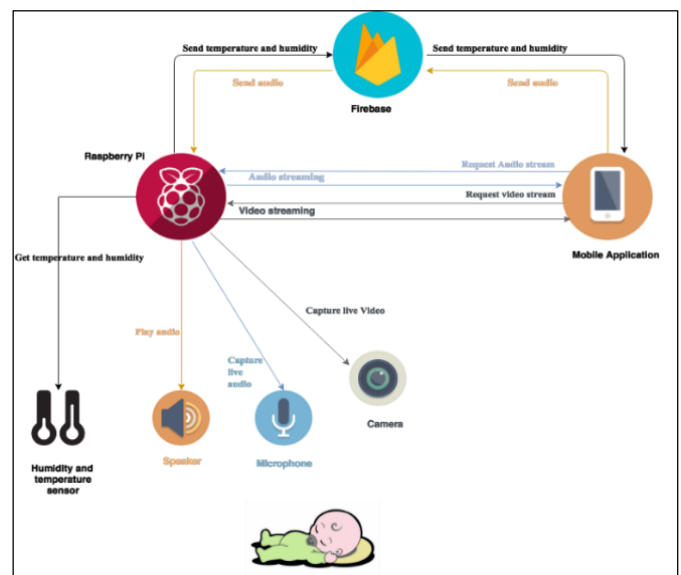 Send temperature and humidity
Send temperature and humidity
Send audio
Send audio
Firebase
Raspberry Pi
Request Audio stream
Audio streaming
Request video stream
Video streaming
Mobile Application
Get temperature and humidity
Capture live Video
Play audio
Capture
live
audio
Camera
Speaker
Microphone
Humidity and
temperature
sensor